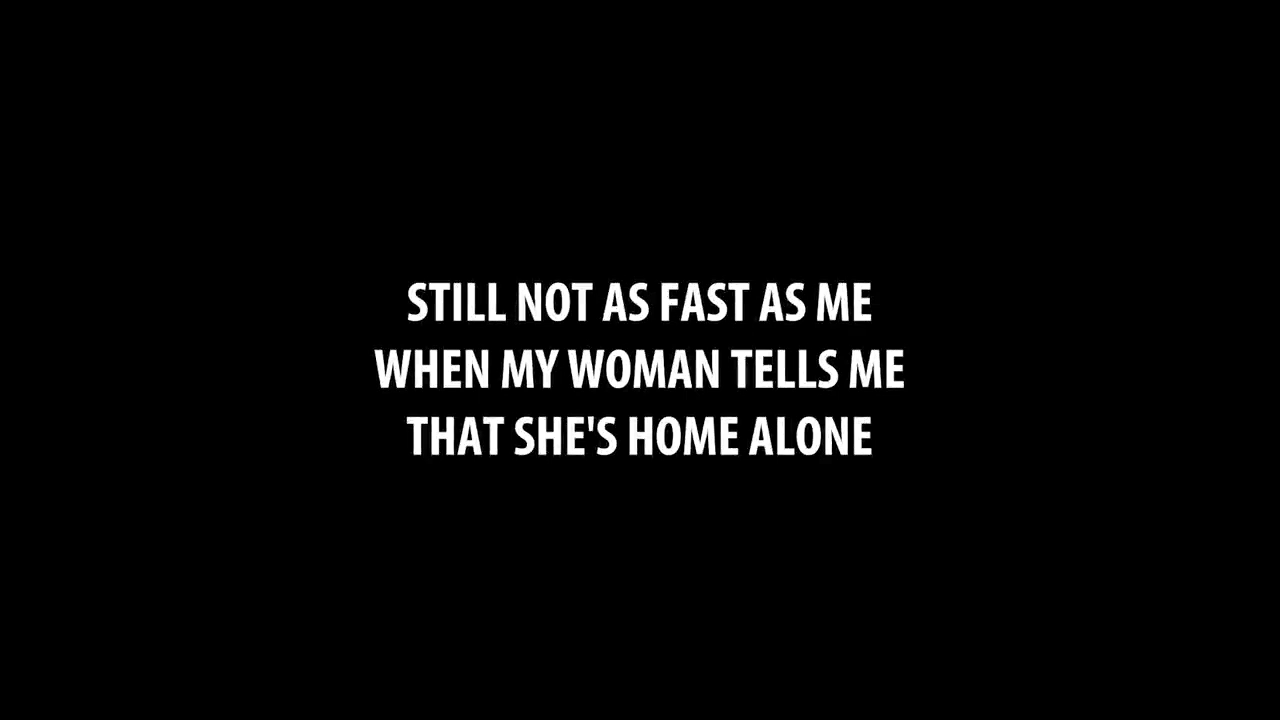 STILL NOT AS FAST AS ME
WHEN MY WOMAN TELLS ME
THAT SHE'S HOME ALONE